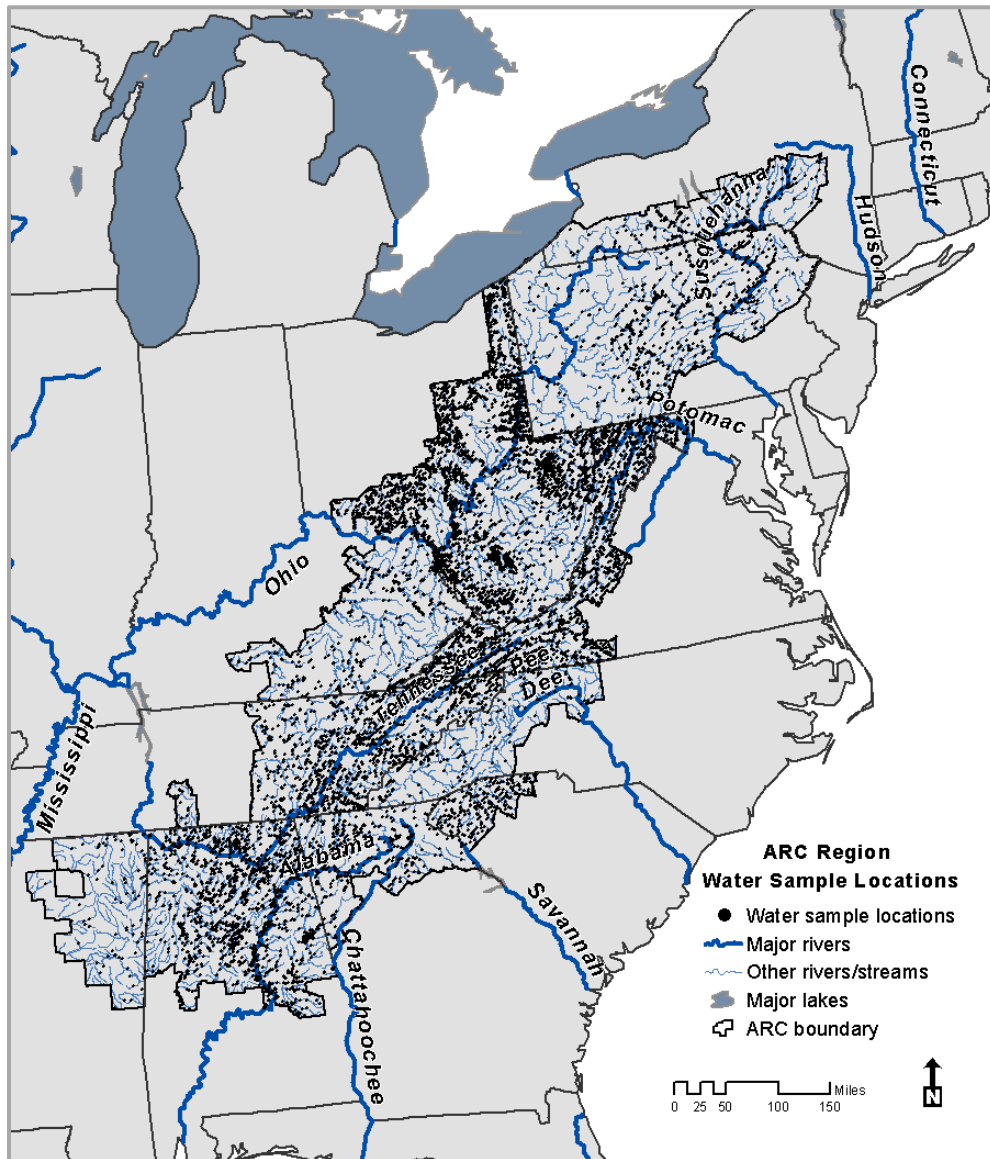 Connecticut
Hudson
Susquehanna
Potomac
Ohio
Tennessee
Pee
Dee
Mississippi
Alabama
Chattahoochee
Savannah
ARC Region
Water Sample Locations
Water sample locations
Major rivers
Other rivers/streams
Major lakes
ARC boundary
Miles
0 25 50 100 150
N